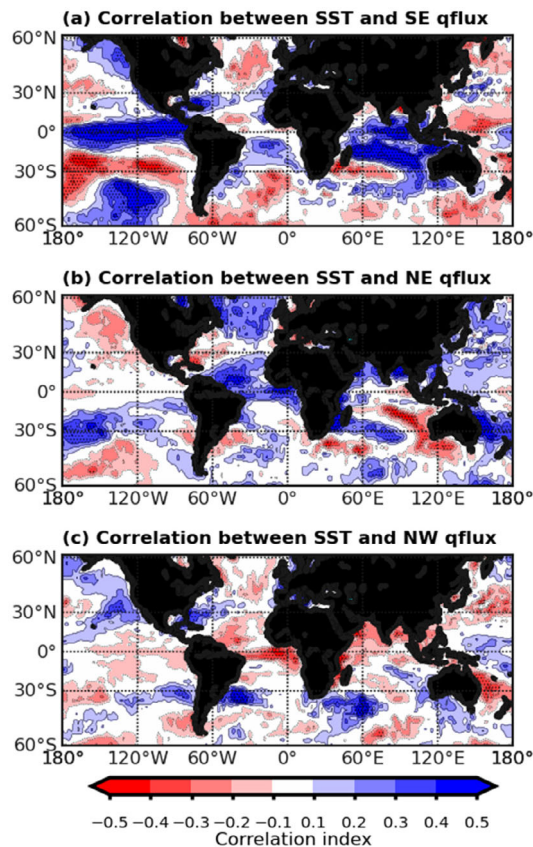 (a) Correlation between SST and SE qflux
60°N
30°N
0°
30°S
60°S
180° 120°W 60°W 0° 60°E 120°E 180°
(b) Correlation between SST and NE qflux
60°N
30°N
0°
30°S
60°S
180° 120°W 60°W 0° 60°E 120°E 180°
(c) Correlation between SST and NW qflux
60°N
30°N
0°
30°S
60°S
180° 120°W 60°W 0° 60°E 120°E 180°
−0.5 −0.4 −0.3 −0.2 −0.1 0.1 0.2 0.3 0.4 0.5
Correlation index